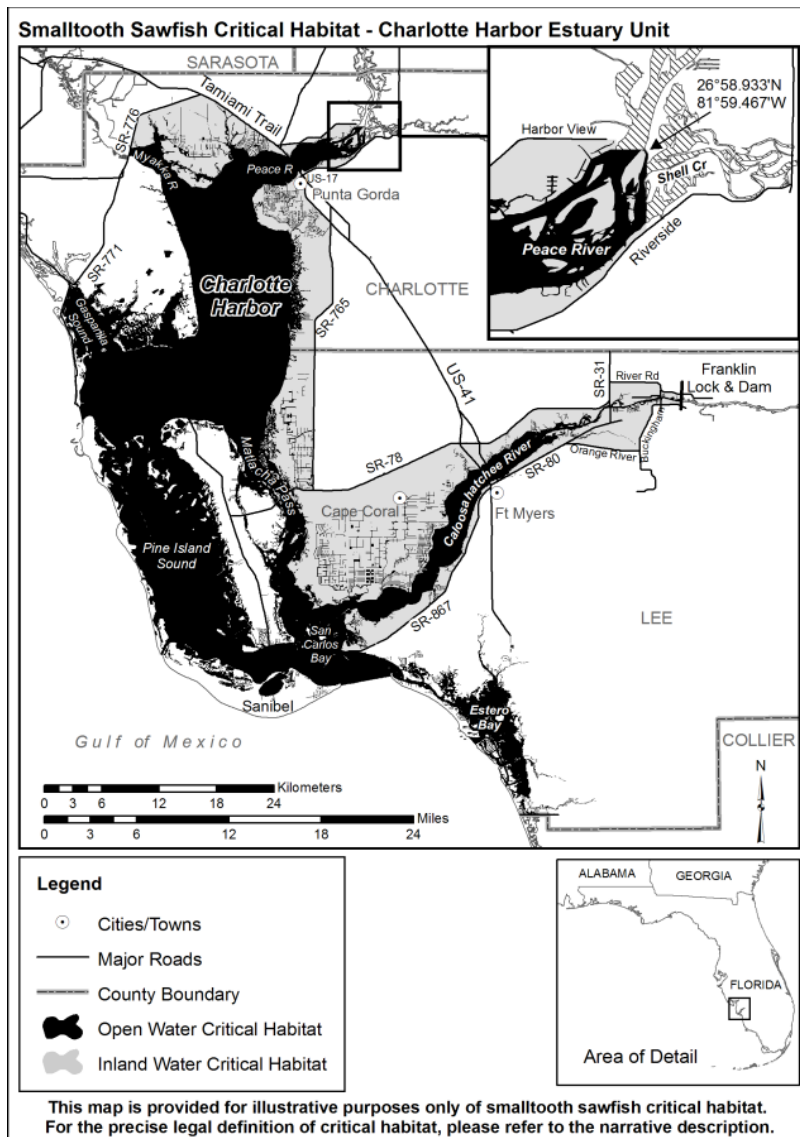 Smalltooth Sawfish Critical Habitat - Charlotte Harbor Estuary Unit
SARASOTA
Tamiami Trail
SR-776
Myakka R
Peace R
US-17
Punta Gorda
SR-771
Charlotte
Harbor
CHARLOTTE
Gasparilla
Sound
SR-765
US-41
26°58.933'N
81°59.467'W
Harbor View
Shell Cr
Peace River
Riverside
SR-31
River Rd
Franklin
Lock & Dam
Buckingham
Orange River
SR-80
SR-78
Matlacha Pass
Caloosahatchee River
Cape Coral
Ft Myers
Pine Island
Sound
SR-867
LEE
San
Carlos
Bay
Sanibel
Estero
Bay
Gulf of Mexico
COLLIER
N
Kilometers
0 3 6 12 18 24
Miles
0 3 6 12 18 24
Legend
Cities/Towns
Major Roads
County Boundary
Open Water Critical Habitat
Inland Water Critical Habitat
ALABAMA
GEORGIA
FLORIDA
Area of Detail
This map is provided for illustrative purposes only of smalltooth sawfish critical habitat.
For the precise legal definition of critical habitat, please refer to the narrative description.